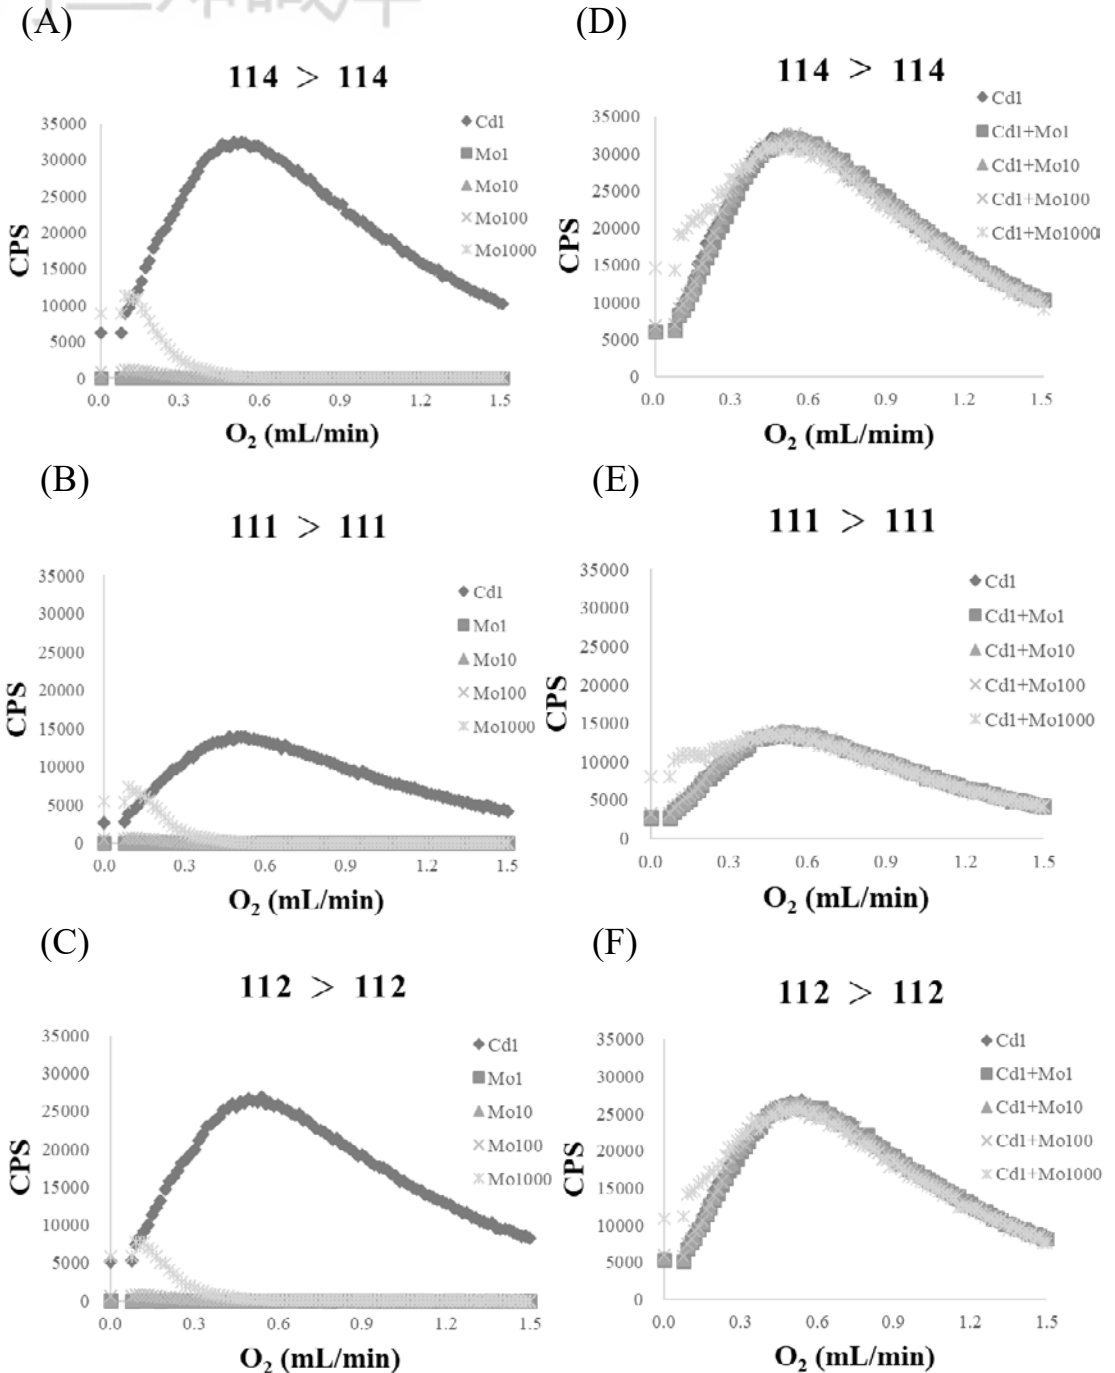 (A)
114 > 114
35000
30000
25000
20000
15000
10000
5000
0
CPS
0.0 0.3 0.6 0.9 1.2 1.5
O₂ (mL/min)
Cd1
Mo1
Mo10
Mo100
Mo1000
(D)
114 > 114
35000
30000
25000
20000
15000
10000
5000
0
CPS
0.0 0.3 0.6 0.9 1.2 1.5
O₂ (mL/mim)
Cd1
Cd1+Mo1
Cd1+Mo10
Cd1+Mo100
Cd1+Mo1000
(B)
111 > 111
35000
30000
25000
20000
15000
10000
5000
0
CPS
0.0 0.3 0.6 0.9 1.2 1.5
O₂ (mL/min)
Cd1
Mo1
Mo10
Mo100
Mo1000
(E)
111 > 111
35000
30000
25000
20000
15000
10000
5000
0
CPS
0.0 0.3 0.6 0.9 1.2 1.5
O₂ (mL/min)
Cd1
Cd1+Mo1
Cd1+Mo10
Cd1+Mo100
Cd1+Mo1000
(C)
112 > 112
35000
30000
25000
20000
15000
10000
5000
0
CPS
0.0 0.3 0.6 0.9 1.2 1.5
O₂ (mL/min)
Cd1
Mo1
Mo10
Mo100
Mo1000
(F)
112 > 112
35000
30000
25000
20000
15000
10000
5000
0
CPS
0.0 0.3 0.6 0.9 1.2 1.5
O₂ (mL/min)
Cd1
Cd1+Mo1
Cd1+Mo10
Cd1+Mo100
Cd1+Mo1000